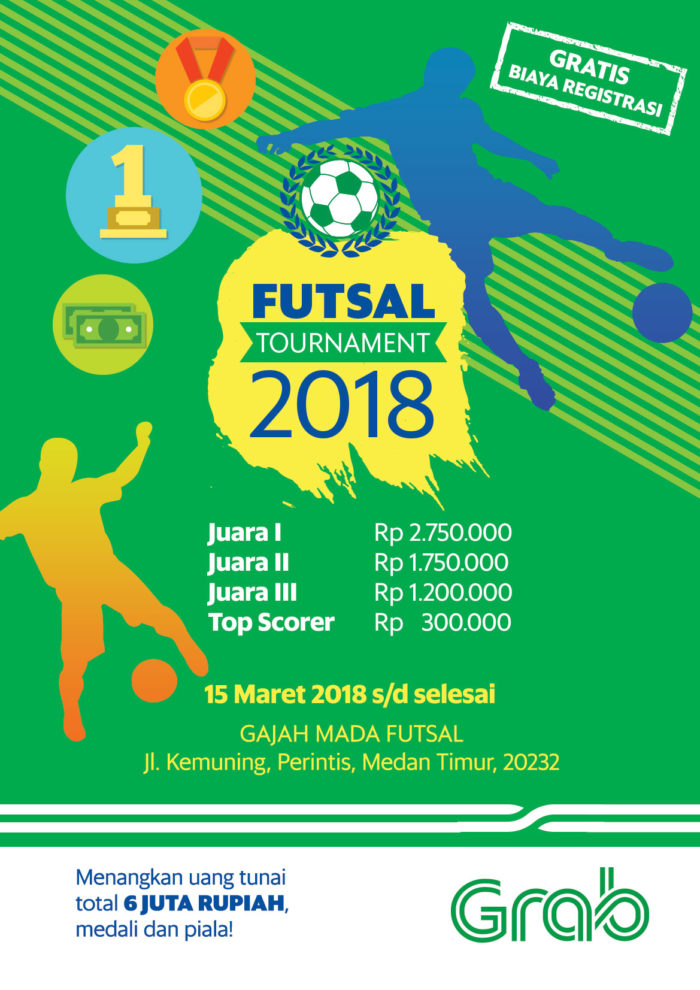 GRATIS
BIAYA REGISTRASI
1
FUTSAL
TOURNAMENT
2018
Juara I Rp 2.750.000
Juara II Rp 1.750.000
Juara III Rp 1.200.000
Top Scorer Rp 300.000
15 Maret 2018 s/d selesai
GAJAH MADA FUTSAL
Jl. Kemuning, Perintis, Medan Timur, 20232
Menangkan uang tunai
total 6 JUTA RUPIAH,
medali dan piala!
Grab